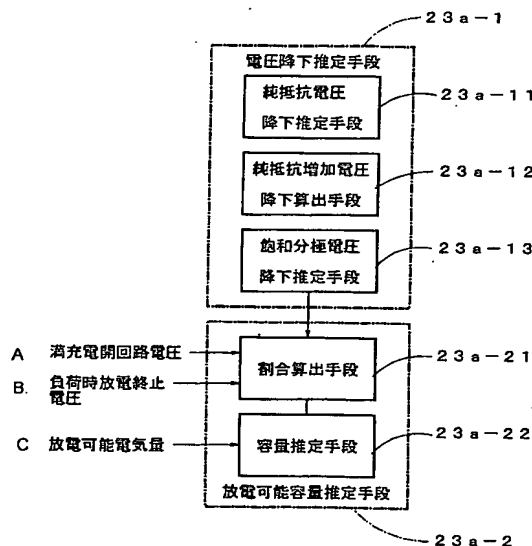 23a-1
電圧降下推定手段
純抵抗電圧
降下推定手段
23a-11
純抵抗増加電圧
降下算出手段
23a-12
飽和分極電圧
降下推定手段
23a-13
A 満充電開回路電圧
B. 負荷時放電終止
電圧
割合算出手段
23a-21
C 放電可能電気量
容量推定手段
23a-22
放電可能容量推定手段
23a-2